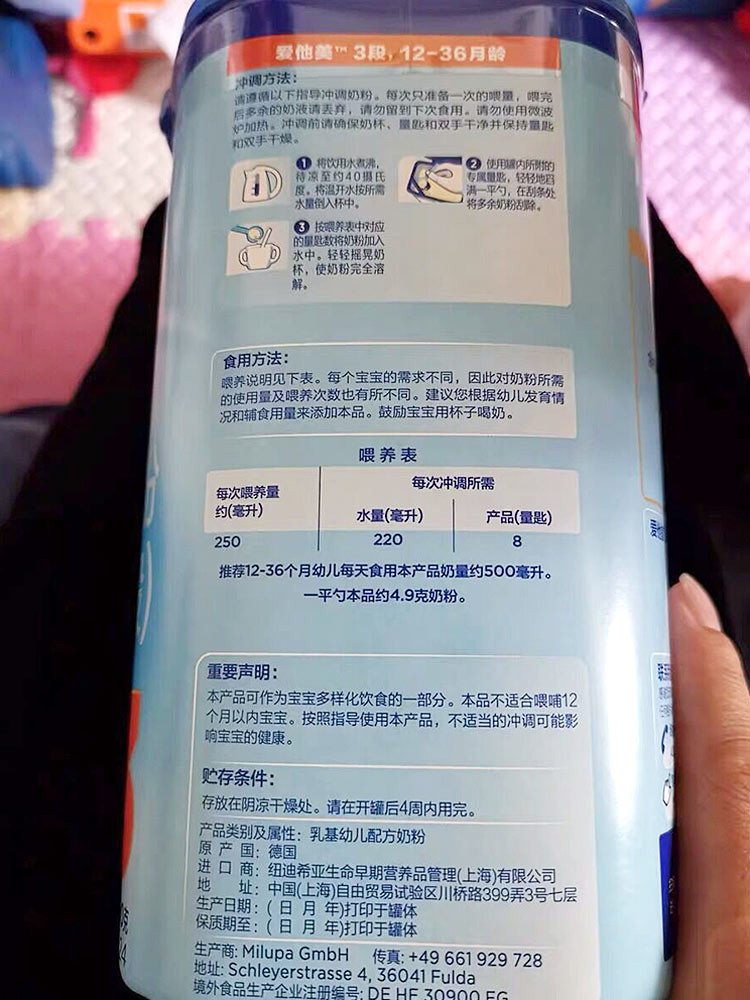 爱他美™ 3段, 12-36月龄
冲调方法：
请遵循以下指导冲调奶粉。每次只准备一次的喂量，喂完
后多余的奶液请丢弃，请勿留到下次食用。请勿使用微波
炉加热。冲调前请确保奶杯、量匙和双手干净并保持量匙
和双手干燥。
1 将饮用水煮沸，
待凉至约40摄氏
度。将温开水按所需
水量倒入杯中。
2 使用罐内所附的
专属量匙，轻轻地舀
满一平勺，在刮条处
将多余奶粉刮除。
3 按喂养表中对应
的量匙数将奶粉加入
水中。轻轻摇晃奶
杯，使奶粉完全溶
解。
食用方法：
喂养说明见下表。每个宝宝的需求不同，因此对奶粉所需
的使用量及喂养次数也有所不同。建议您根据幼儿发育情
况和辅食用量来添加本品。鼓励宝宝用杯子喝奶。
喂养表
每次喂养量
约(毫升)
每次冲调所需
水量(毫升) 产品(量匙)
250 220 8
推荐12-36个月幼儿每天食用本产品奶量约500毫升。
一平勺本品约4.9克奶粉。
重要声明：
本产品可作为宝宝多样化饮食的一部分。本品不适合喂哺12
个月以内宝宝。按照指导使用本产品，不适当的冲调可能影
响宝宝的健康。
贮存条件：
存放在阴凉干燥处。请在开罐后4周内用完。
产品类别及属性：乳基幼儿配方奶粉
原产国：德国
进口商：纽迪希亚生命早期营养品管理(上海)有限公司
地址：中国(上海)自由贸易试验区川桥路399弄3号七层
生产日期：( 日 月 年)打印于罐体
保质期至：( 日 月 年)打印于罐体
生产商: Milupa GmbH 传真: +49 661 929 728
地址: Schleyerstrasse 4, 36041 Fulda
境外食品生产企业注册编号: DE HE 30900 EG